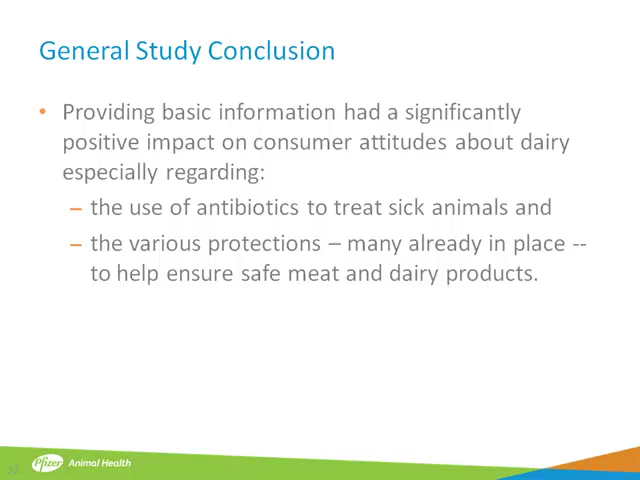 General Study Conclusion
• Providing basic information had a significantly
positive impact on consumer attitudes about dairy
especially regarding:
– the use of antibiotics to treat sick animals and
– the various protections – many already in place --
to help ensure safe meat and dairy products.
52
Pfizer Animal Health